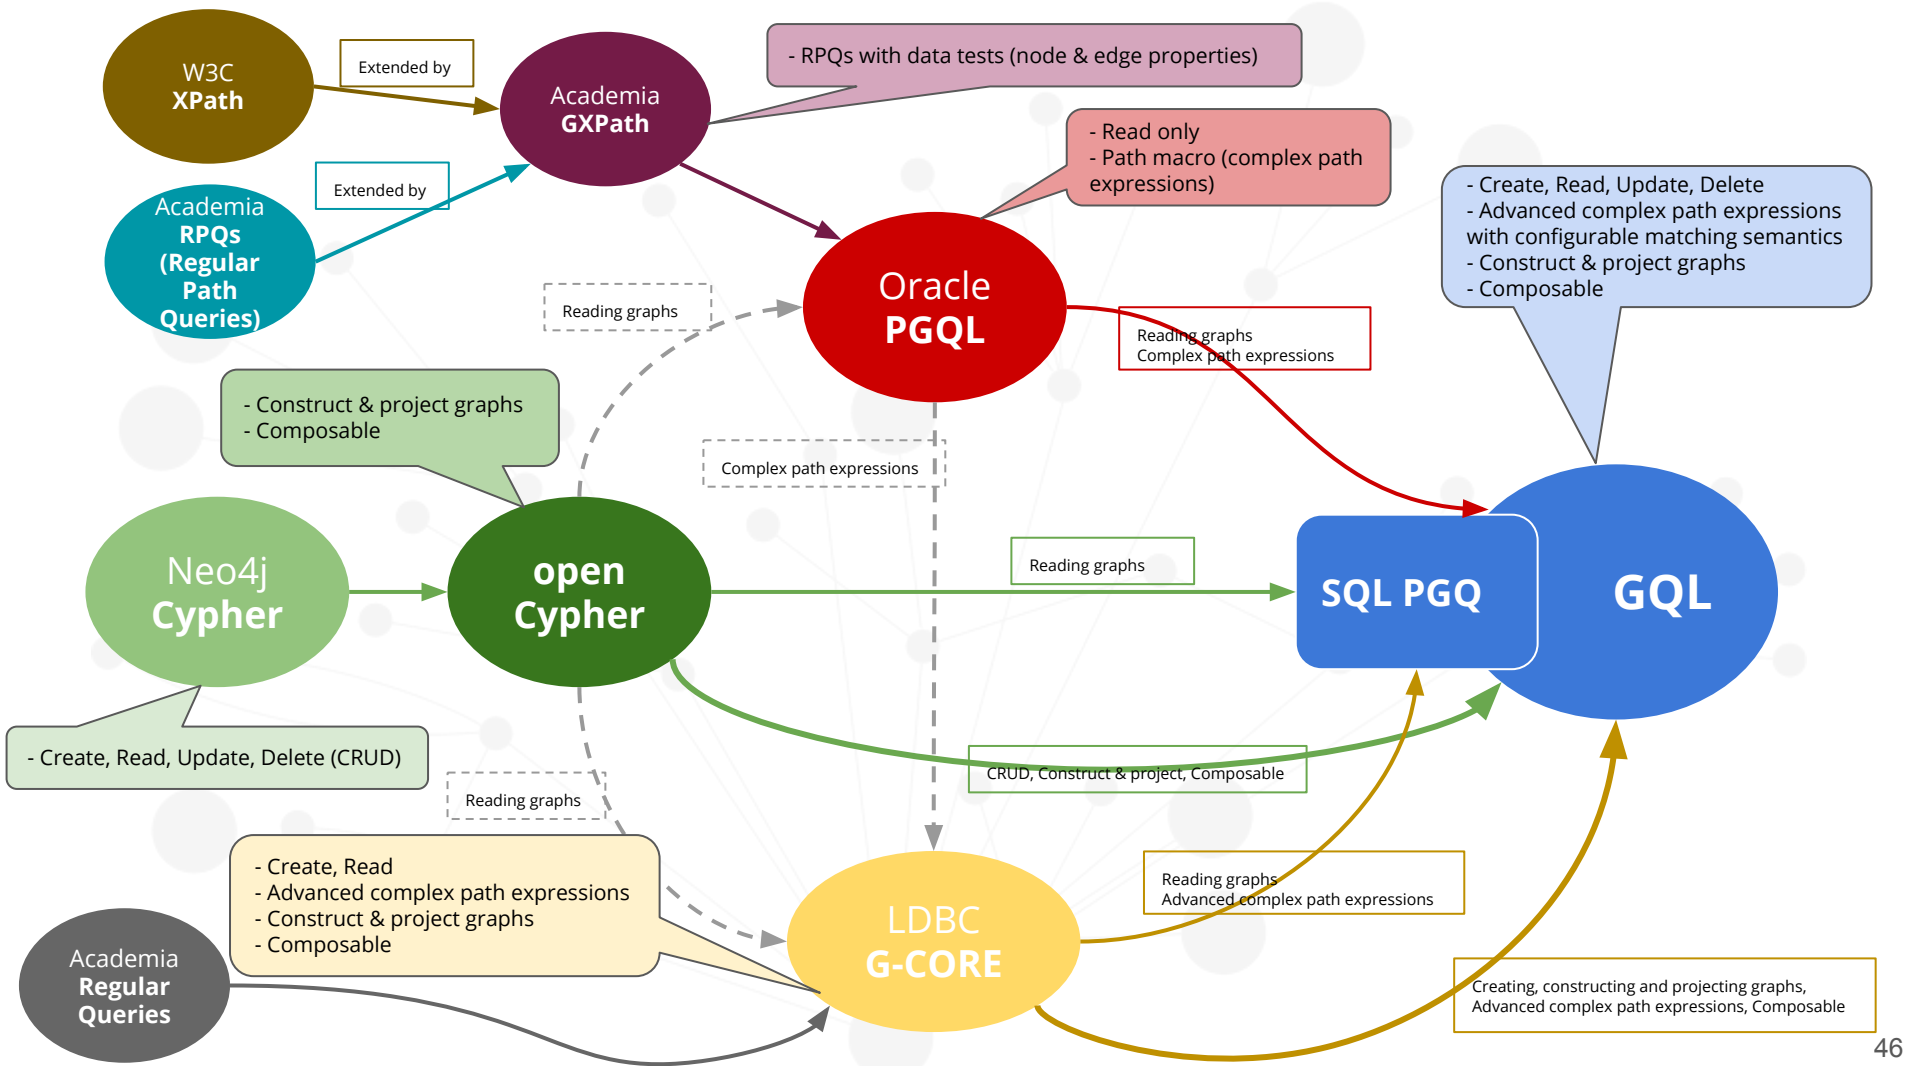 W3C
XPath
Extended by
Academia
GXPath
- RPQs with data tests (node & edge properties)
- Read only
- Path macro (complex path
expressions)
Academia
RPQs
(Regular
Path
Queries)
Extended by
- Create, Read, Update, Delete
- Advanced complex path expressions
with configurable matching semantics
- Construct & project graphs
- Composable
Reading graphs
Oracle
PGQL
Reading graphs
Complex path expressions
- Construct & project graphs
- Composable
Complex path expressions
Neo4j
Cypher
open
Cypher
Reading graphs
SQL PGQ
GQL
- Create, Read, Update, Delete (CRUD)
CRUD, Construct & project, Composable
Reading graphs
- Create, Read
- Advanced complex path expressions
- Construct & project graphs
- Composable
LDBC
G-CORE
Reading graphs
Advanced complex path expressions
Academia
Regular
Queries
Creating, constructing and projecting graphs,
Advanced complex path expressions, Composable
46